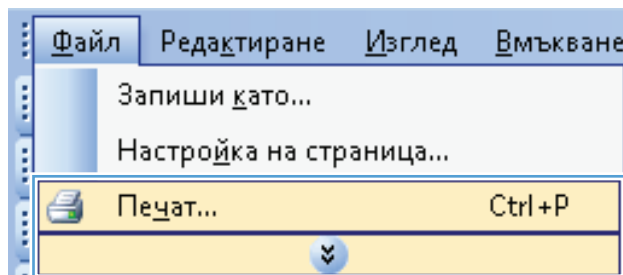 Файл Редактиране Изглед Вмъкване
Запиши като...
Настройка на страница...
Печат... Ctrl+P